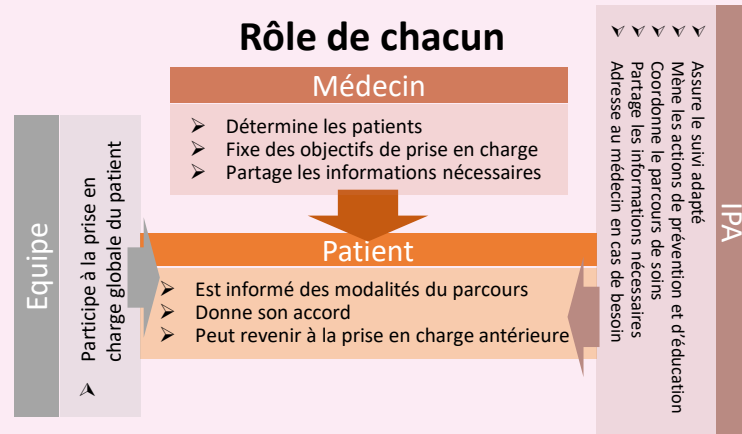 Rôle de chacun
Médecin
➢ Détermine les patients
➢ Fixe des objectifs de prise en charge
➢ Partage les informations nécessaires
Equipe
➢ Participe à la prise en
charge globale du patient
Patient
➢ Est informé des modalités du parcours
➢ Donne son accord
➢ Peut revenir à la prise en charge antérieure
IPA
➢ Assure le suivi adapté
➢ Mène les actions de prévention et d'éducation
➢ Coordonne le parcours de soins
➢ Partage les informations nécessaires
➢ Adresse au médecin en cas de besoin